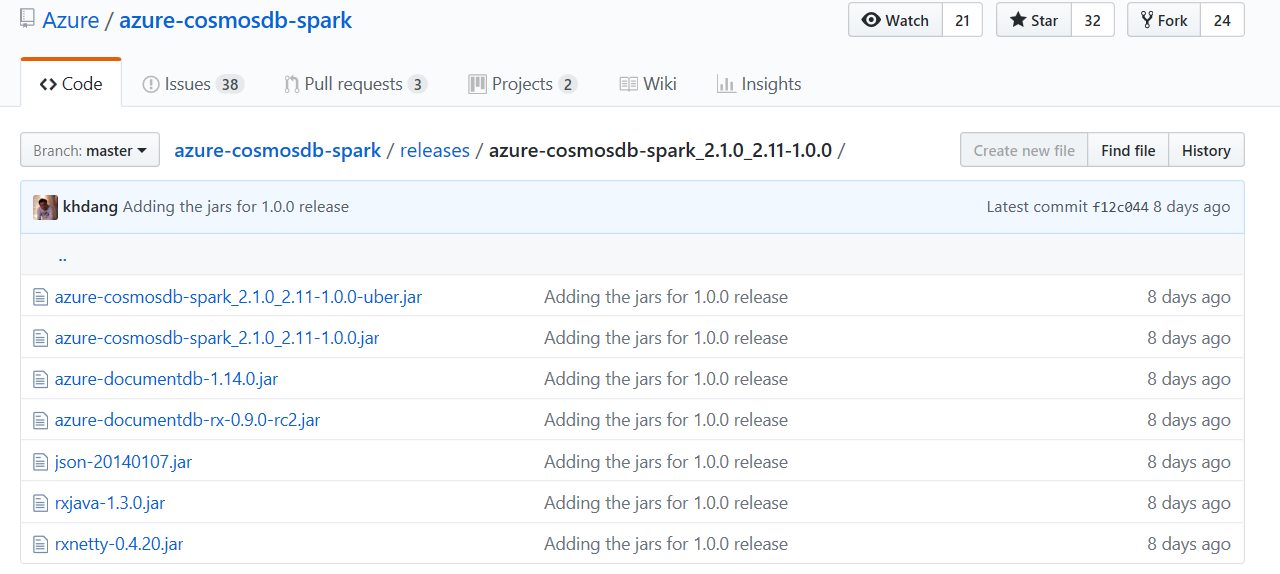 Azure / azure-cosmosdb-spark Watch 21 Star 32 Fork 24
Code Issues 38 Pull requests 3 Projects 2 Wiki Insights
Branch: master azure-cosmosdb-spark / releases / azure-cosmosdb-spark_2.1.0_2.11-1.0.0 / Create new file Find file History
khdang Adding the jars for 1.0.0 release Latest commit f12c044 8 days ago
..
azure-cosmosdb-spark_2.1.0_2.11-1.0.0-uber.jar Adding the jars for 1.0.0 release 8 days ago
azure-cosmosdb-spark_2.1.0_2.11-1.0.0.jar Adding the jars for 1.0.0 release 8 days ago
azure-documentdb-1.14.0.jar Adding the jars for 1.0.0 release 8 days ago
azure-documentdb-rx-0.9.0-rc2.jar Adding the jars for 1.0.0 release 8 days ago
json-20140107.jar Adding the jars for 1.0.0 release 8 days ago
rxjava-1.3.0.jar Adding the jars for 1.0.0 release 8 days ago
rxnetty-0.4.20.jar Adding the jars for 1.0.0 release 8 days ago